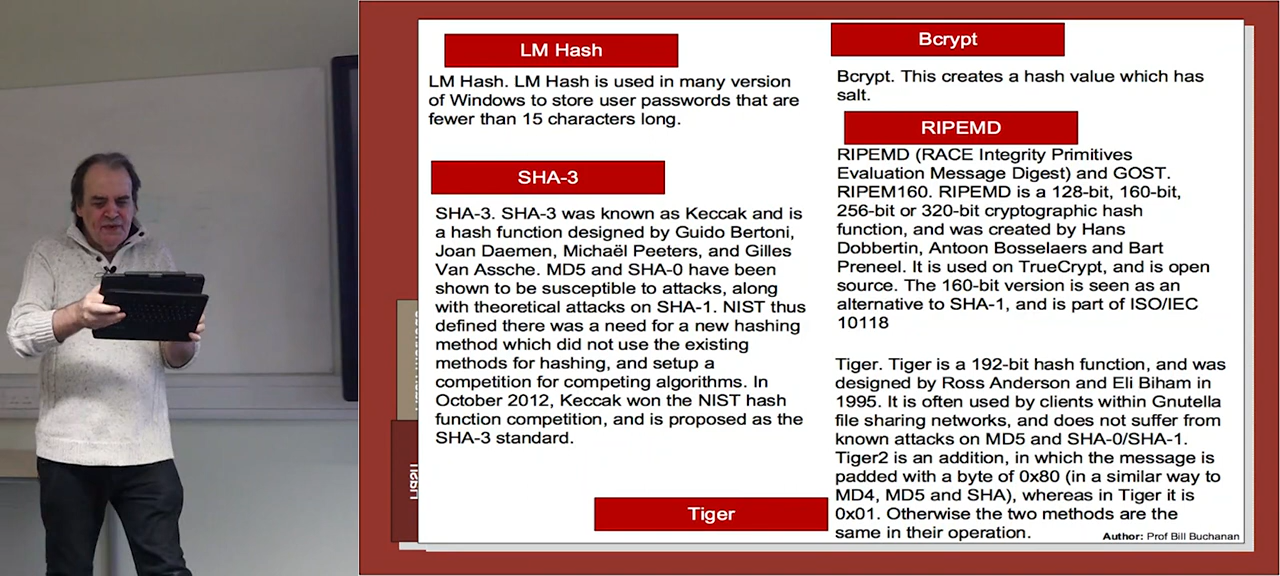 LM Hash
LM Hash. LM Hash is used in many version
of Windows to store user passwords that are
fewer than 15 characters long.
SHA-3
SHA-3. SHA-3 was known as Keccak and is
a hash function designed by Guido Bertoni,
Joan Daemen, Michaël Peeters, and Gilles
Van Assche. MD5 and SHA-0 have been
shown to be susceptible to attacks, along
with theoretical attacks on SHA-1. NIST thus
defined there was a need for a new hashing
method which did not use the existing
methods for hashing, and setup a
competition for competing algorithms. In
October 2012, Keccak won the NIST hash
function competition, and is proposed as the
SHA-3 standard.
Bcrypt
Bcrypt. This creates a hash value which has
salt.
RIPEMD
RIPEMD (RACE Integrity Primitives
Evaluation Message Digest) and GOST.
RIPEM160. RIPEMD is a 128-bit, 160-bit,
256-bit or 320-bit cryptographic hash
function, and was created by Hans
Dobbertin, Antoon Bosselaers and Bart
Preneel. It is used on TrueCrypt, and is open
source. The 160-bit version is seen as an
alternative to SHA-1, and is part of ISO/IEC
10118
Tiger
Tiger. Tiger is a 192-bit hash function, and was
designed by Ross Anderson and Eli Biham in
1995. It is often used by clients within Gnutella
file sharing networks, and does not suffer from
known attacks on MD5 and SHA-0/SHA-1.
Tiger2 is an addition, in which the message is
padded with a byte of 0x80 (in a similar way to
MD4, MD5 and SHA), whereas in Tiger it is
0x01. Otherwise the two methods are the
same in their operation.
Author: Prof Bill Buchanan